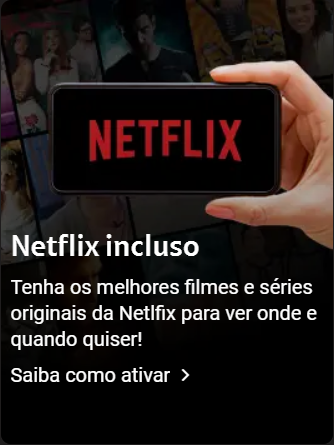 NETFLIX
Netflix incluso
Tenha os melhores filmes e séries
originais da Netlfix para ver onde e
quando quiser!
Saiba como ativar >